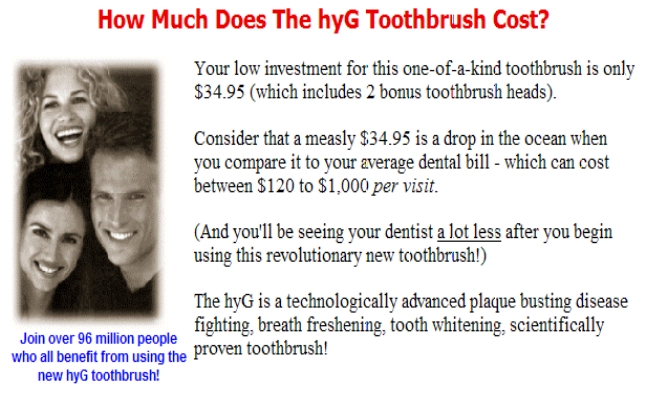 How Much Does The hyG Toothbrush Cost?
Your low investment for this one-of-a-kind toothbrush is only
$34.95 (which includes 2 bonus toothbrush heads).
Consider that a measly $34.95 is a drop in the ocean when
you compare it to your average dental bill - which can cost
between $120 to $1,000 per visit.
(And you'll be seeing your dentist a lot less after you begin
using this revolutionary new toothbrush!)
The hyG is a technologically advanced plaque busting disease
fighting, breath freshening, tooth whitening, scientifically
proven toothbrush!
Join over 96 million people
who all benefit from using the
new hyG toothbrush!